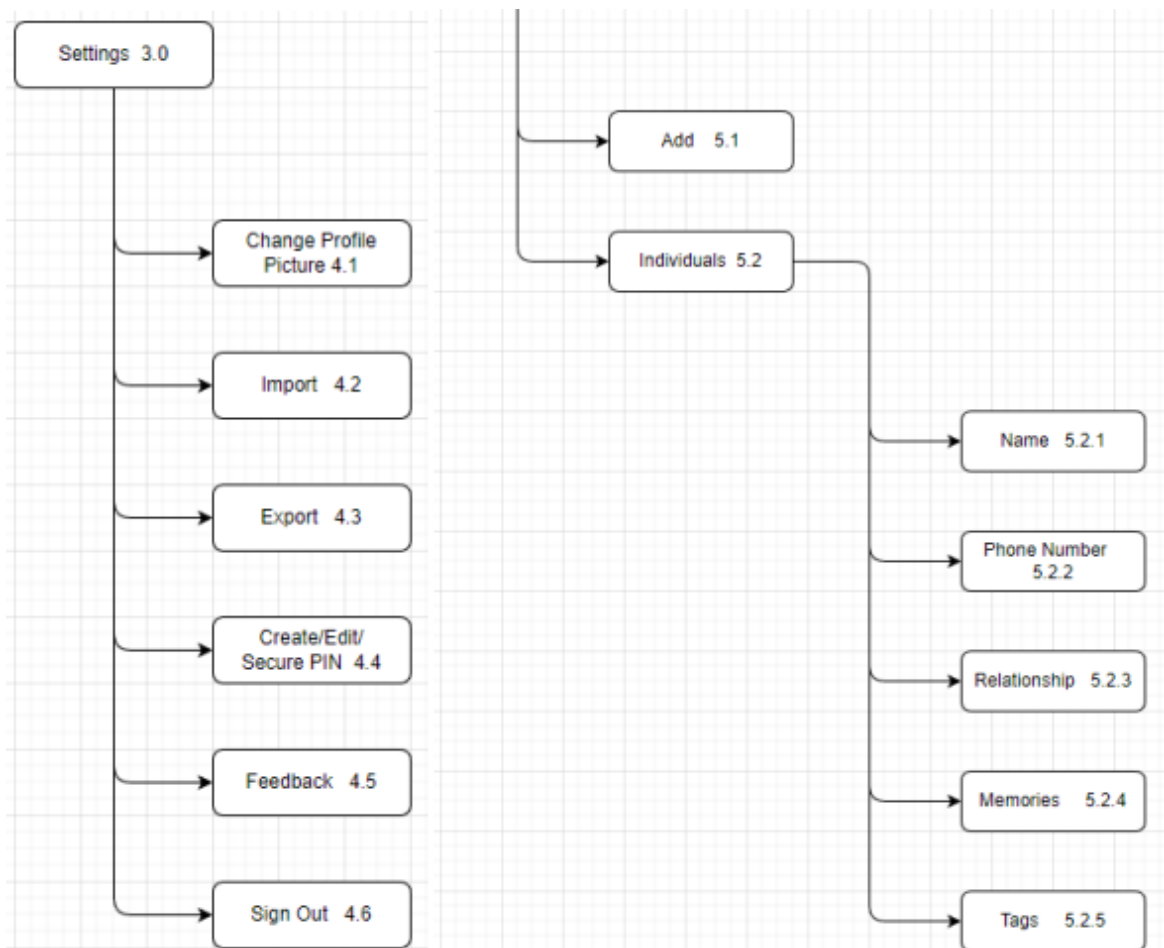 Settings 3.0
Change Profile
Picture 4.1
Import 4.2
Export 4.3
Create/Edit/
Secure PIN 4.4
Feedback 4.5
Sign Out 4.6
Add 5.1
Individuals 5.2
Name 5.2.1
Phone Number
5.2.2
Relationship 5.2.3
Memories 5.2.4
Tags 5.2.5